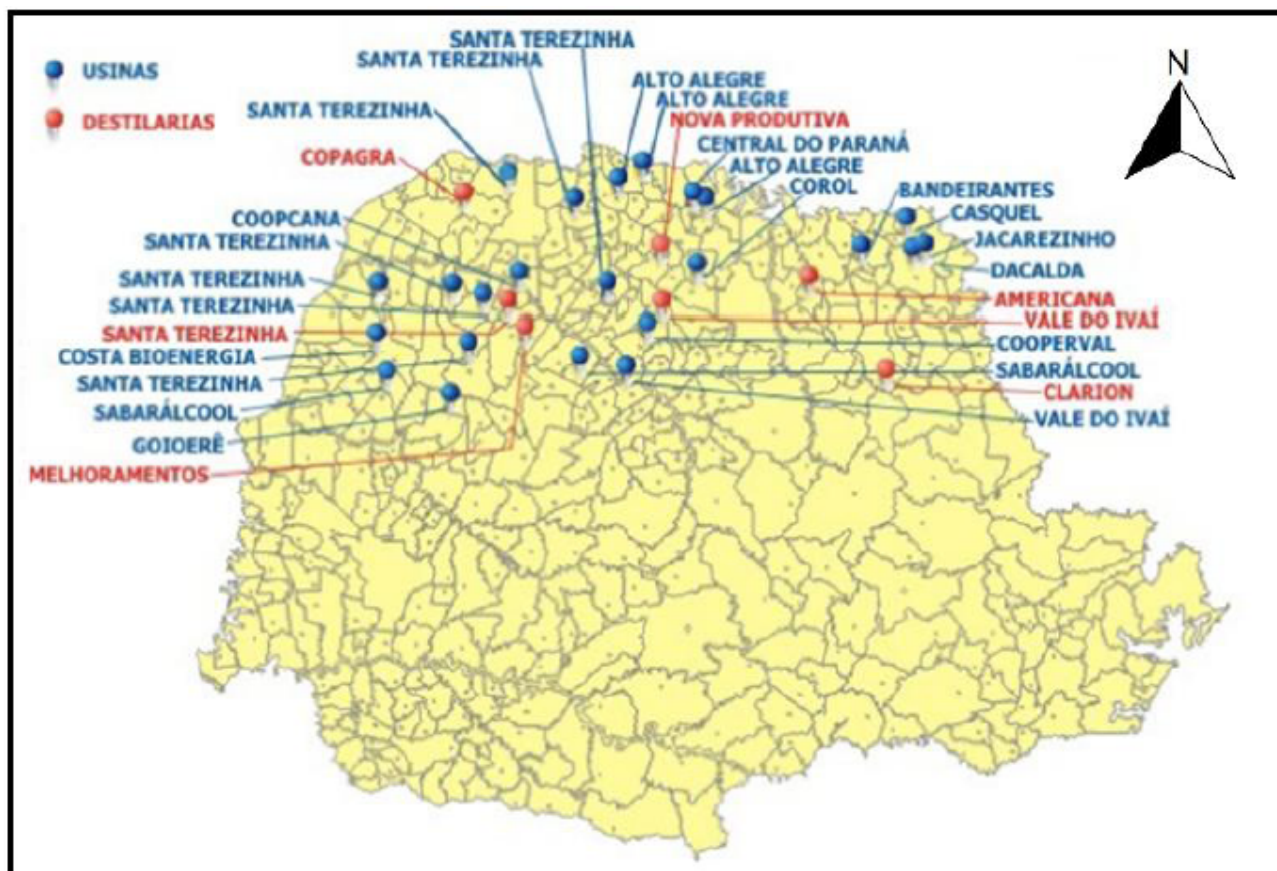 SANTA TEREZINHA
SANTA TEREZINHA
N
USINAS
ALTO ALEGRE
ALTO ALEGRE
SANTA TEREZINHA
DESTILARIAS
NOVA PRODUTIVA
CENTRAL DO PARANÁ
COPAGRA
ALTO ALEGRE
COROL
BANDEIRANTES
COOPCANA
CASQUEL
SANTA TEREZINHA
JACAREZINHO
DACALDA
SANTA TEREZINHA
AMERICANA
SANTA TEREZINHA
VALE DO IVAÍ
SANTA TEREZINHA
COOPERVAL
COSTA BIOENERGIA
SABARÁLCOOL
SANTA TEREZINHA
CLARION
SABARÁLCOOL
VALE DO IVAÍ
GOIOERÊ
MELHORAMENTOS